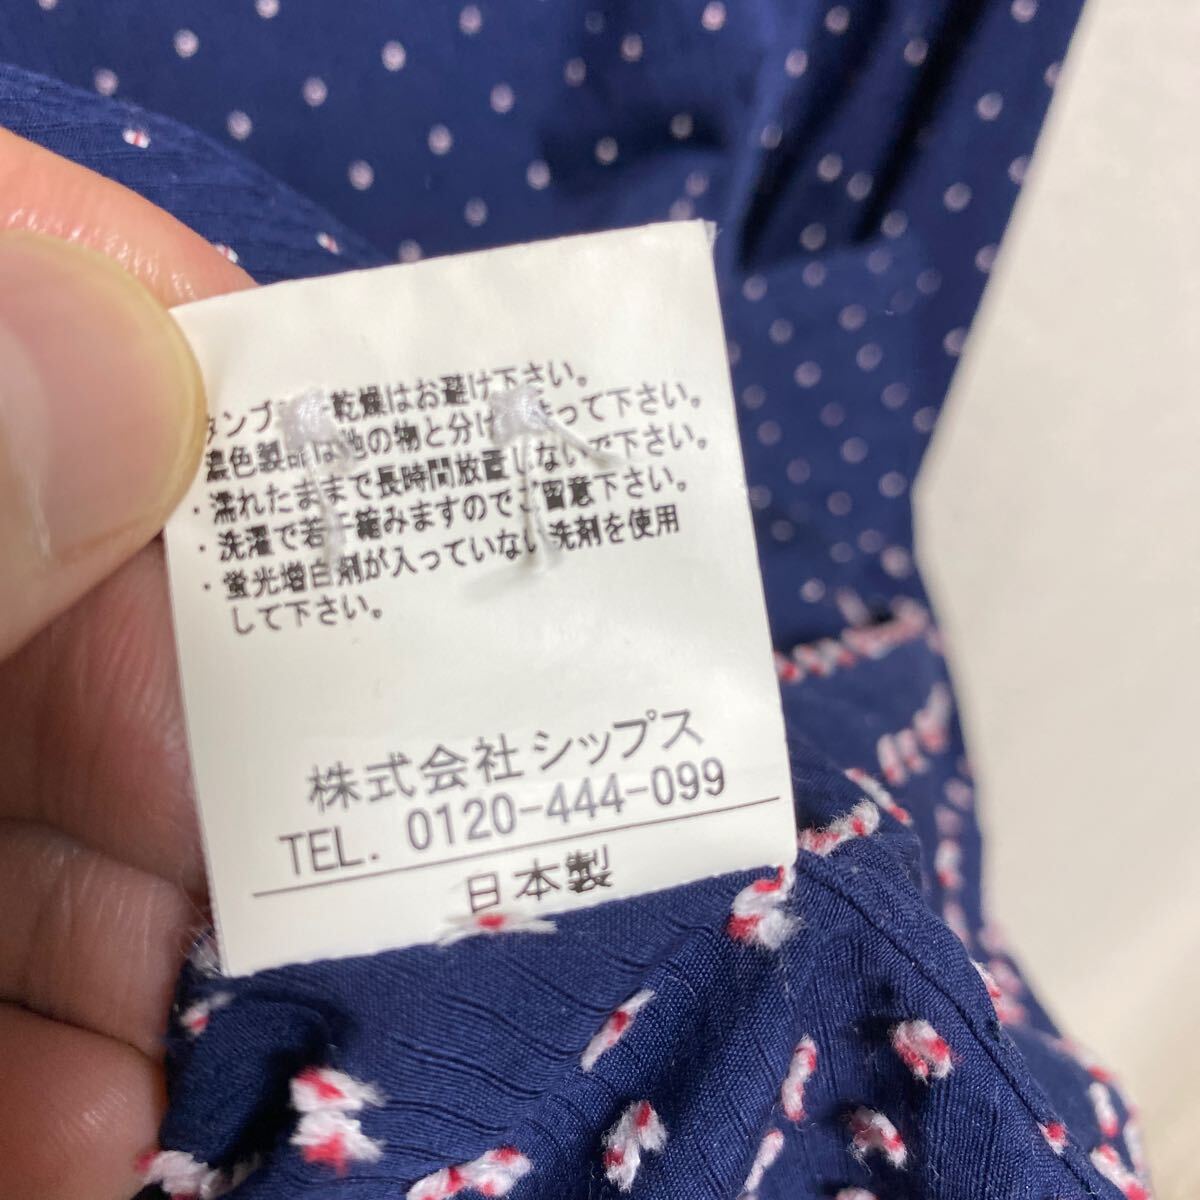 タンブラー乾燥はお避け下さい。
濃色製品は他の物と分けて洗って下さい。
・濡れたままで長時間放置しないで下さい。
・洗濯で若干縮みますのでご留意下さい。
・蛍光増白剤が入っていない洗剤を使用
して下さい。
株式会社シップス
TEL. 0120-444-099
日本製